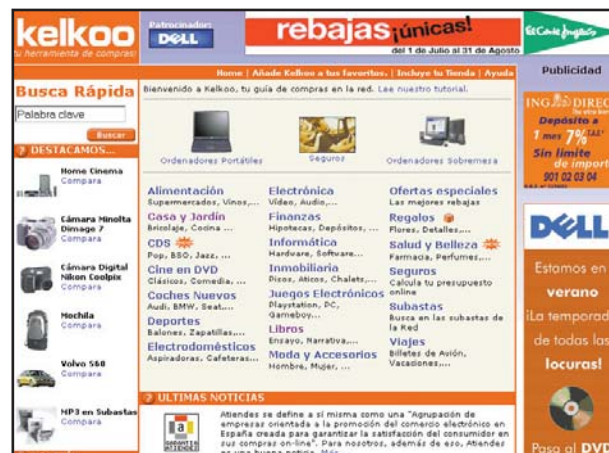 kelkoo
tu herramienta de compras!
Patrocinador:
DELL
rebajas ¡únicas!
del 1 de Julio al 31 de Agosto
El Corte Inglés
Home | Añade Kelkoo a tus favoritos. | Incluye tu Tienda | Ayuda
Publicidad
Busca Rápida
Palabra clave
Buscar
DESTACAMOS...
Home Cinema
Compara
Cámara Minolta
Dimage 7
Compara
Cámara Digital
Nikon Coolpix
Compara
Mochila
Compara
Volvo S60
Compara
MP3 en Subastas
Compara
Bienvenido a Kelkoo, tu guía de compras en la red. Lee nuestro tutorial.
Ordenadores Portátiles
Seguros
Ordenadores Sobremesa
Alimentación
Supermercados, Vinos,...
Casa y Jardín
Bricolaje, Cocina ...
CDS
Pop, BSO, Jazz, ...
Cine en DVD
Clásicos, Comedia, ...
Coches Nuevos
Audi, BMW, Seat,...
Deportes
Balones, Zapatillas,...
Electrodomésticos
Aspiradoras, Cafeteras...
Electrónica
Vídeo, Audio,...
Finanzas
Hipotecas, Depósitos, ...
Informática
Hardware, Software...
Inmobiliaria
Pisos, Aticos, Chalets,...
Juegos Electrónicos
Playstation, PC,
Gameboy...
Libros
Ensayo, Narrativa,...
Moda y Accesorios
Hombre, Mujer, ...
Ofertas especiales
Las mejores rebajas
Regalos
Flores, Detalles,...
Salud y Belleza
Farmacia, Perfumes,...
Seguros
Calcula tu presupuesto
online
Subastas
Busca en las subastas de
la Red
Viajes
Billetes de Avión,
Vacaciones,...
ULTIMAS NOTICIAS
GARANTIA
ATIENDES
Atiendes se define a sí misma como una "Agrupación de
empresas orientada a la promoción del comercio electrónico en
España creada para garantizar la satisfacción del consumidor en
sus compras on-line". Para nosotros, además de eso, Atiendes
es una buena noticia. Más
ING DIREC
Depósito a
1 mes 7% TAE*
Sin límite
de import
901 02 03 04
DELL
Estamos en
verano
¡La temporad
de todas las
locuras!
Pasa al DVD